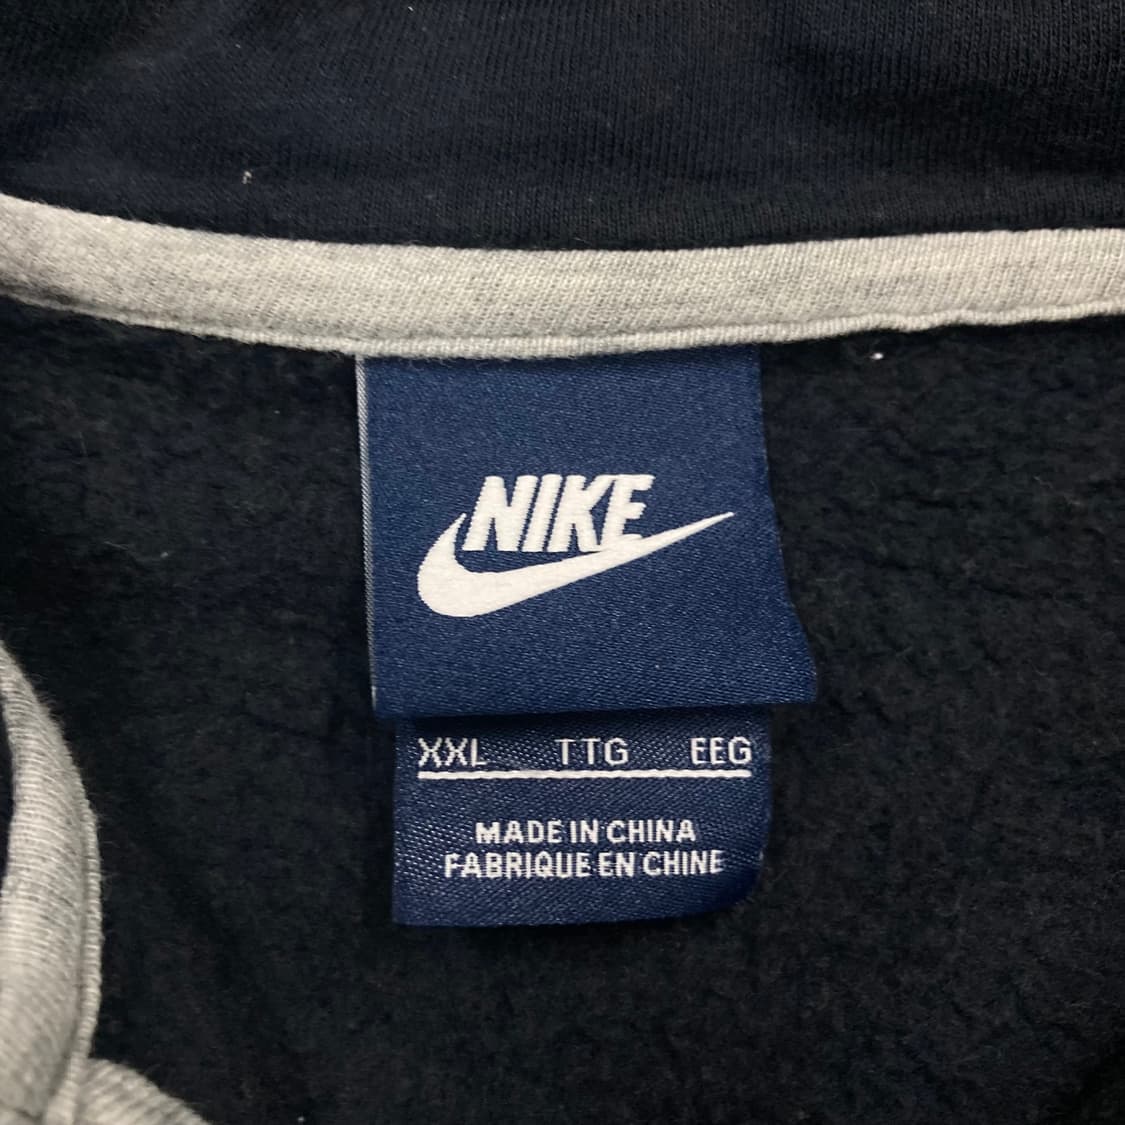 NIKE
XXL TTG EEG
MADE IN CHINA
FABRIQUE EN CHINE